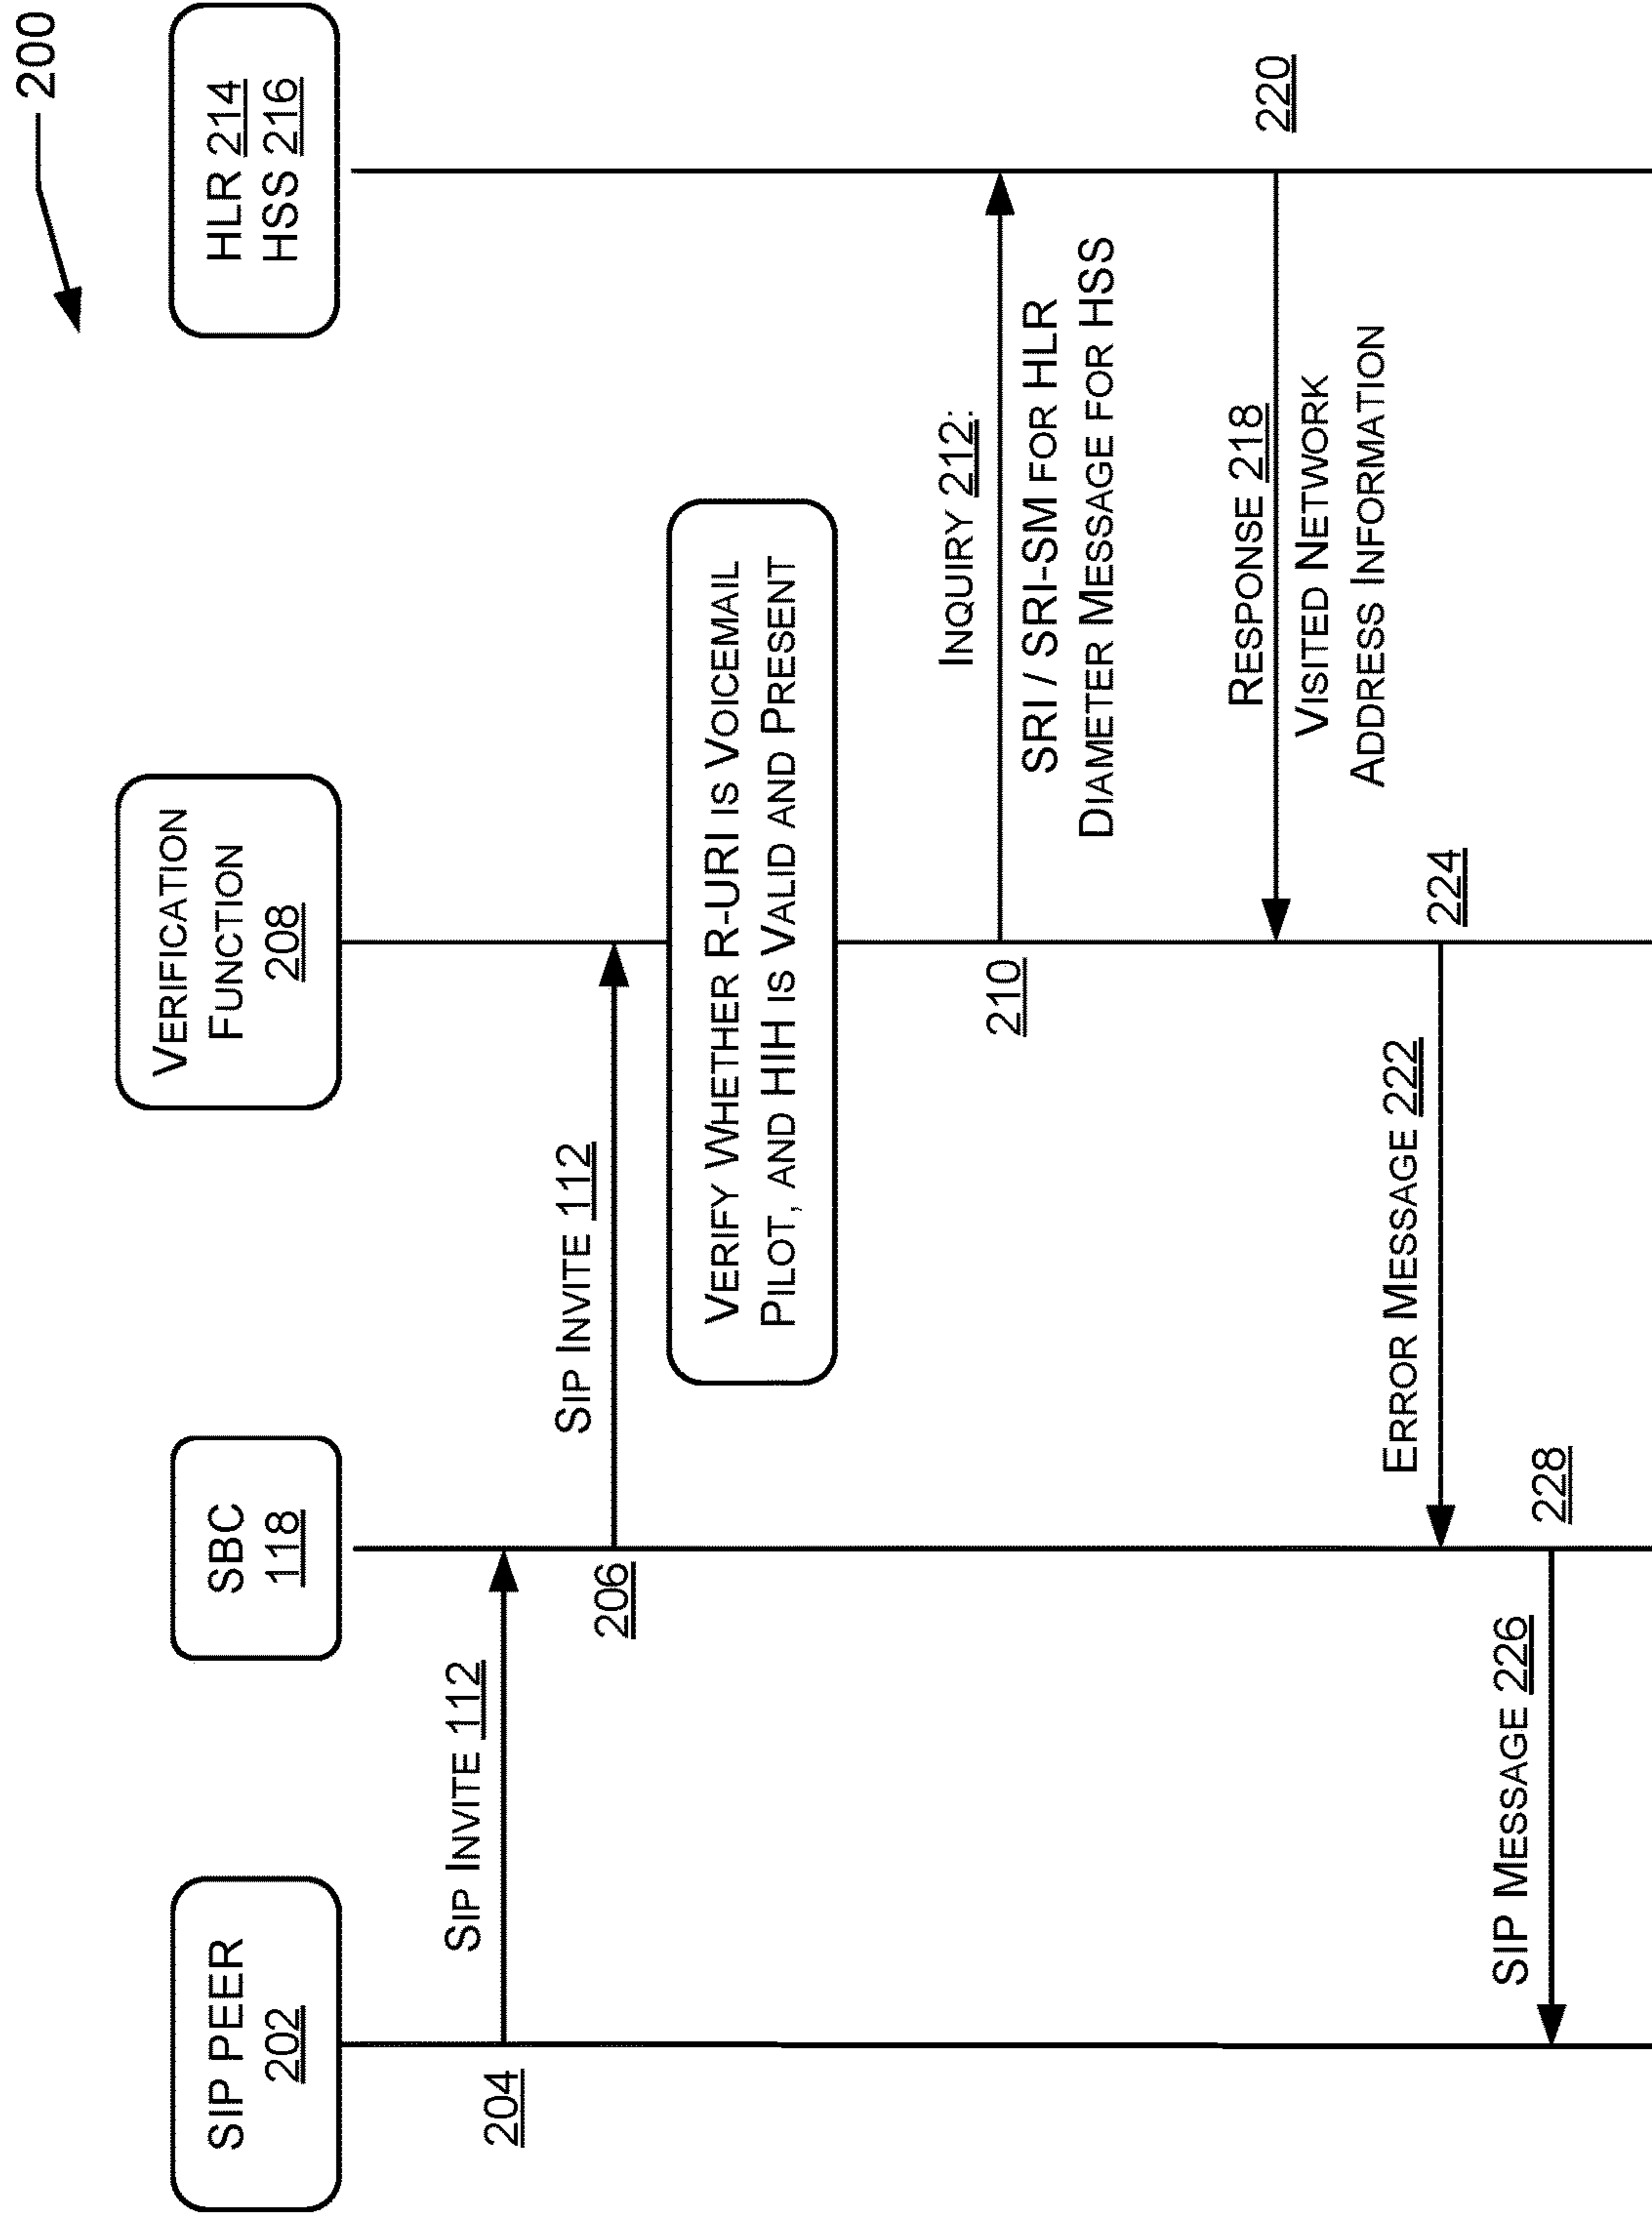 200
SIP PEER
202
SBC
118
VERIFICATION
FUNCTION
208
HLR 214
HSS 216
SIP INVITE 112
204
SIP INVITE 112
206
VERIFY WHETHER R-URI IS VOICEMAIL
PILOT, AND HIH IS VALID AND PRESENT
INQUIRY 212:
210
SRI / SRI-SM FOR HLR
DIAMETER MESSAGE FOR HSS
RESPONSE 218
220
VISITED NETWORK
ADDRESS INFORMATION
ERROR MESSAGE 222
224
SIP MESSAGE 226
228